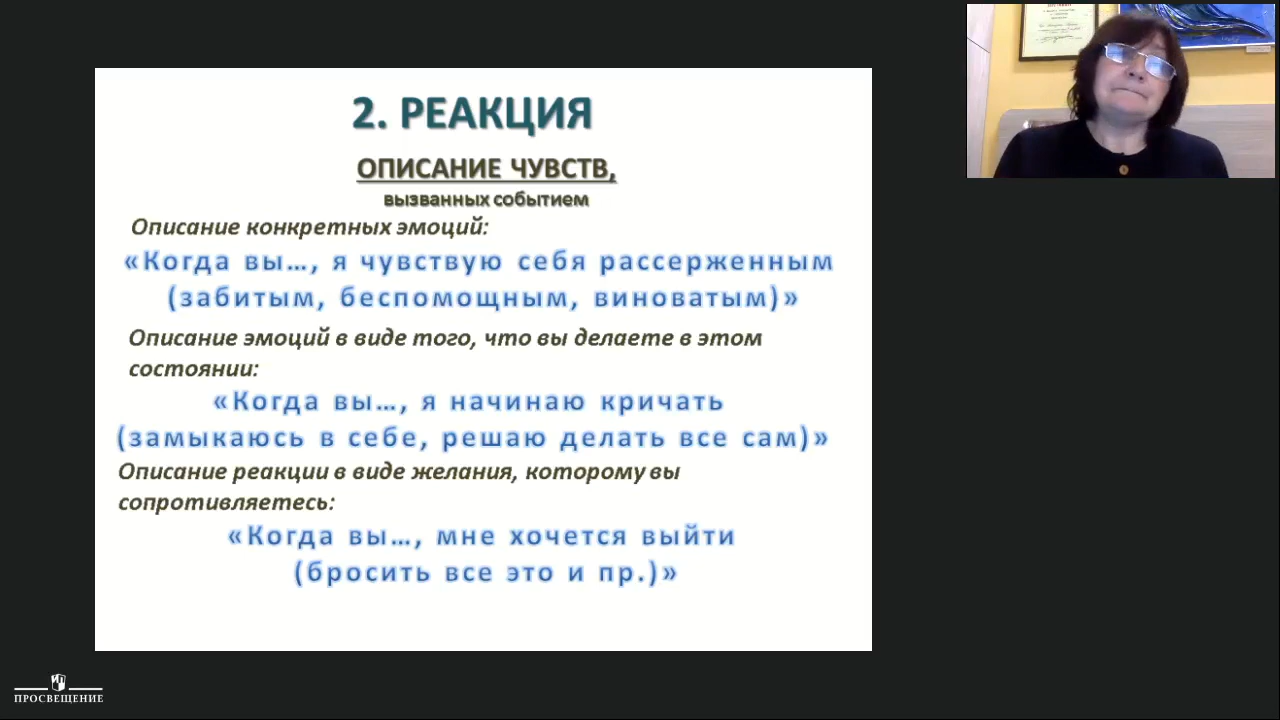 2. РЕАКЦИЯ
ОПИСАНИЕ ЧУВСТВ,
вызванных событием
Описание конкретных эмоций:
«Когда вы…, я чувствую себя рассерженным
(забитым, беспомощным, виноватым)»
Описание эмоций в виде того, что вы делаете в этом
состоянии:
«Когда вы…, я начинаю кричать
(замыкаюсь в себе, решаю делать все сам)»
Описание реакции в виде желания, которому вы
сопротивляетесь:
«Когда вы…, мне хочется выйти
(бросить все это и пр.)»
ПРОСВЕЩЕНИЕ